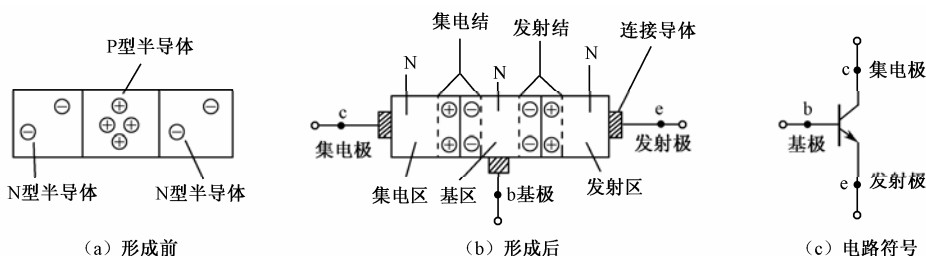 P型半导体
N型半导体
N型半导体
（a）形成前
集电结
发射结
连接导体
N
N
N
c
集电极
e
发射极
集电区
基区
b基极
发射区
（b）形成后
c
集电极
b
基极
e
发射极
（c）电路符号